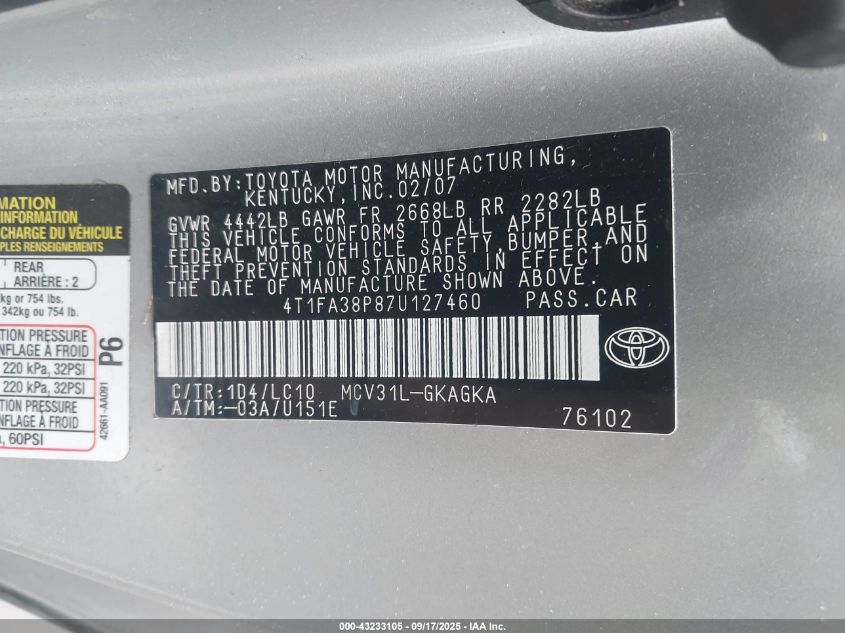 MFD.BY:TOYOTA MOTOR MANUFACTURING,
KENTUCKY,INC.02/07
GVWR 4442LB GAWR FR 2668LB RR 2282LB
THIS VEHICLE CONFORMS TO ALL APPLICABLE
FEDERAL MOTOR VEHICLE SAFETY,BUMPER,AND
THEFT PREVENTION STANDARDS IN EFFECT ON
THE DATE OF MANUFACTURE SHOWN ABOVE.
4T1FA38P87U127460 PASS.CAR
C/TR:1D4/LC10 MCV31L-GKAGKA
A/TM:-03A/U151E 76102
MATION
INFORMATION
CHARGE DU VÉHICULE
PLES RENSEIGNEMENTS
REAR
ARRIÈRE : 2
kg or 754 lbs.
342kg ou 754 lb.
TION PRESSURE
NFLAGE À FROID
220 kPa, 32PSI
220 kPa, 32PSI
TION PRESSURE
NFLAGE À FROID
, 60PSI
P6
42661-AA091
000-43233105 - 09/17/2025 - IAA Inc.